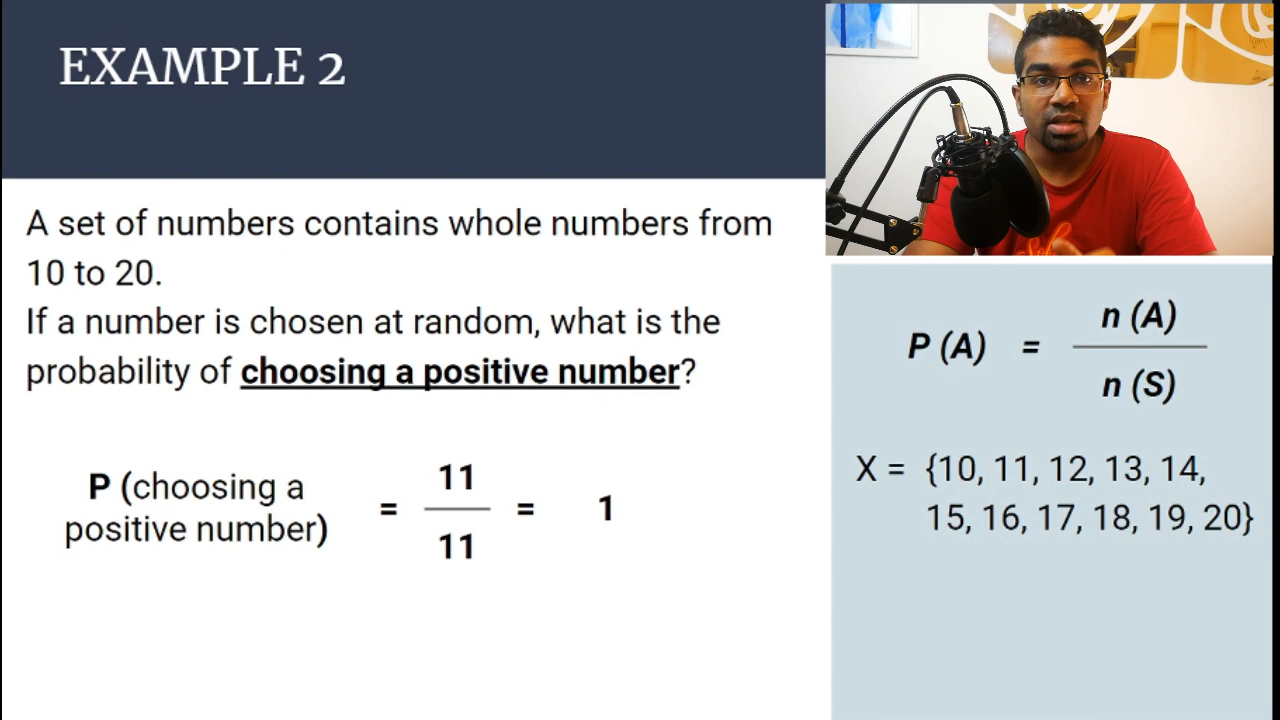 EXAMPLE 2
A set of numbers contains whole numbers from
10 to 20.
If a number is chosen at random, what is the
probability of choosing a positive number?
P (choosing a
positive number)
=
11
11
=
1
P (A) =
n (A)
n (S)
X = {10, 11, 12, 13, 14,
15, 16, 17, 18, 19, 20}